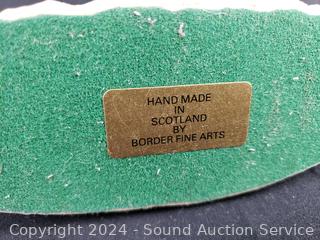 HAND MADE
IN
SCOTLAND
BY
BORDER FINE ARTS
Copyright © 2024 - Sound Auction Service